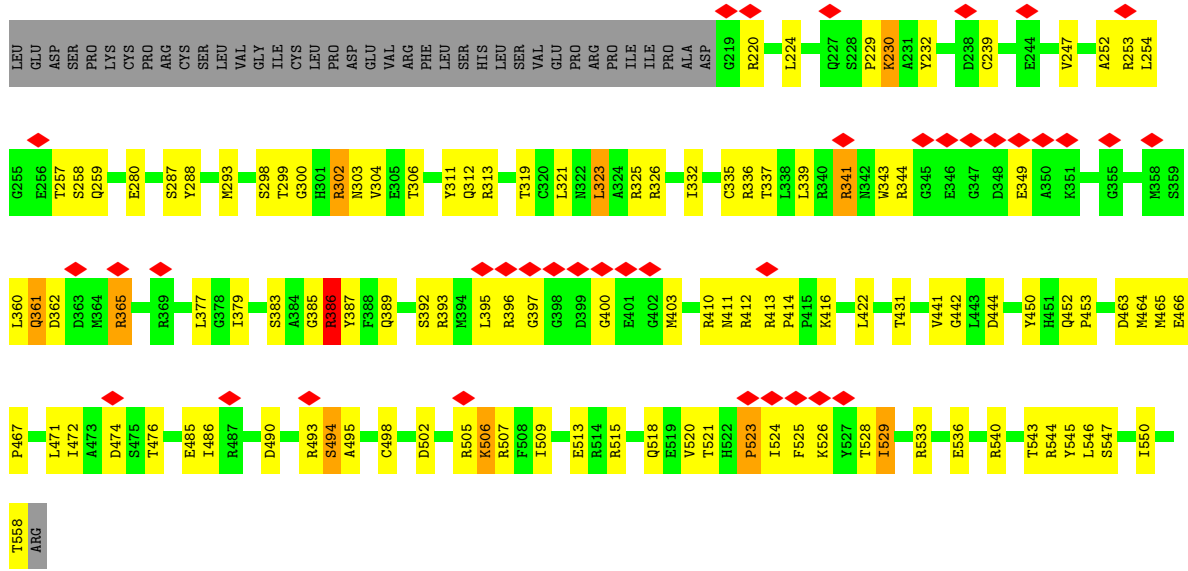 LEU GLU ASP SER PRO LYS CYS PRO ARG CYS SER LEU VAL GLY ILE CYS LEU PRO ASP GLU VAL ARG PHE LEU SER HIS LEU SER VAL GLU PRO ARG PRO ILE ILE PRO ALA ASP G219 R220 L224 Q227 S228 P229 K230 A231 Y232 D238 C239 E244 V247 A252 R253 L254
G255 E256 T257 S258 Q259 E280 S287 Y288 M293 S298 T299 G300 H301 R302 N303 V304 E305 T306 Y311 Q312 R313 T319 C320 L321 N322 L323 A324 R325 R326 I332 C335 R336 T337 L338 L339 R340 R341 N342 W343 R344 G345 E346 G347 D348 E349 A350 K351 G355 M358 S359
L360 Q361 D362 D363 M364 R365 R369 L377 G378 I379 S383 A384 G385 R386 Y387 F388 Q389 S392 R393 M394 L395 R396 G397 G398 D399 G400 E401 G402 M403 R410 N411 R412 R413 P414 P415 K416 L422 T431 V441 G442 L443 D444 Y450 H451 Q452 P453 D463 M464 M465 E466
P467 L471 I472 A473 D474 S475 T476 E485 I486 R487 D490 R493 S494 A495 C498 D502 R505 K506 R507 F508 I509 E513 R514 R515 Q518 E519 V520 T521 H522 P523 I524 F525 K526 Y527 T528 I529 R533 E536 R540 T543 R544 Y545 L546 S547 I550
T558 ARG